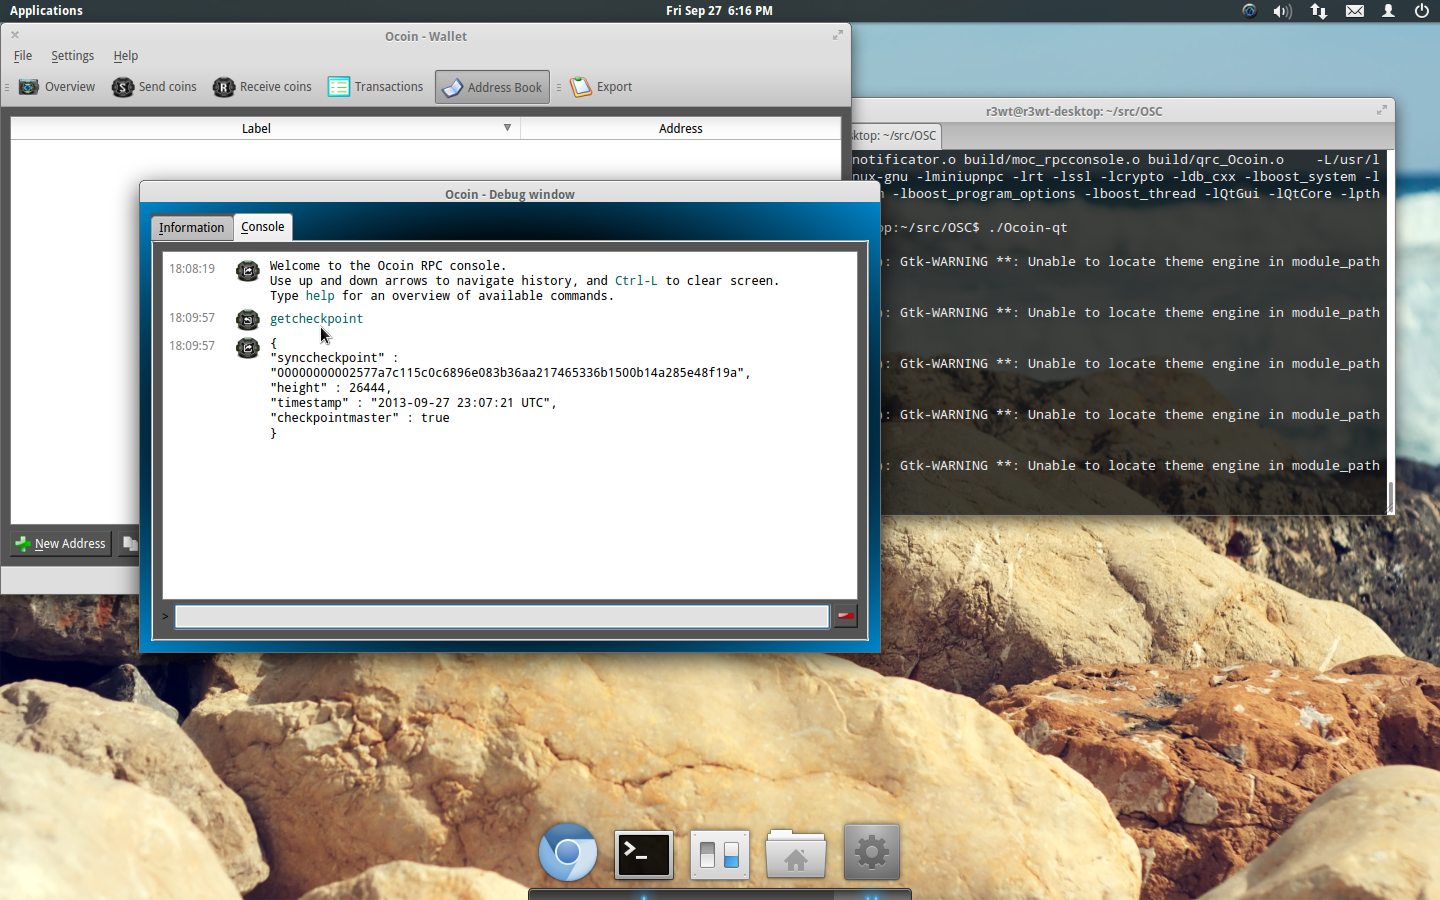 Applications
Fri Sep 27 6:16 PM
Ocoin - Wallet
File Settings Help
Overview Send coins Receive coins Transactions Address Book Export
Label Address
r3wt@r3wt-desktop: ~/src/OSC
ktop: ~/src/OSC
notificator.o build/moc_rpcconsole.o build/qrc_Ocoin.o -L/usr/l
nux-gnu -lminiupnpc -lrt -lssl -lcrypto -ldb_cxx -lboost_system -l
-lboost_program_options -lboost_thread -lQtGui -lQtCore -lpth
op:~/src/OSC$ ./Ocoin-qt
): Gtk-WARNING **: Unable to locate theme engine in module_path
): Gtk-WARNING **: Unable to locate theme engine in module_path
): Gtk-WARNING **: Unable to locate theme engine in module_path
): Gtk-WARNING **: Unable to locate theme engine in module_path
): Gtk-WARNING **: Unable to locate theme engine in module_path
Ocoin - Debug window
Information Console
18:08:19 Welcome to the Ocoin RPC console.
Use up and down arrows to navigate history, and Ctrl-L to clear screen.
Type help for an overview of available commands.
18:09:57 getcheckpoint
18:09:57 {
"synccheckpoint" :
"00000000002577a7c115c0c6896e083b36aa217465336b1500b14a285e48f19a",
"height" : 26444,
"timestamp" : "2013-09-27 23:07:21 UTC",
"checkpointmaster" : true
}
>
New Address